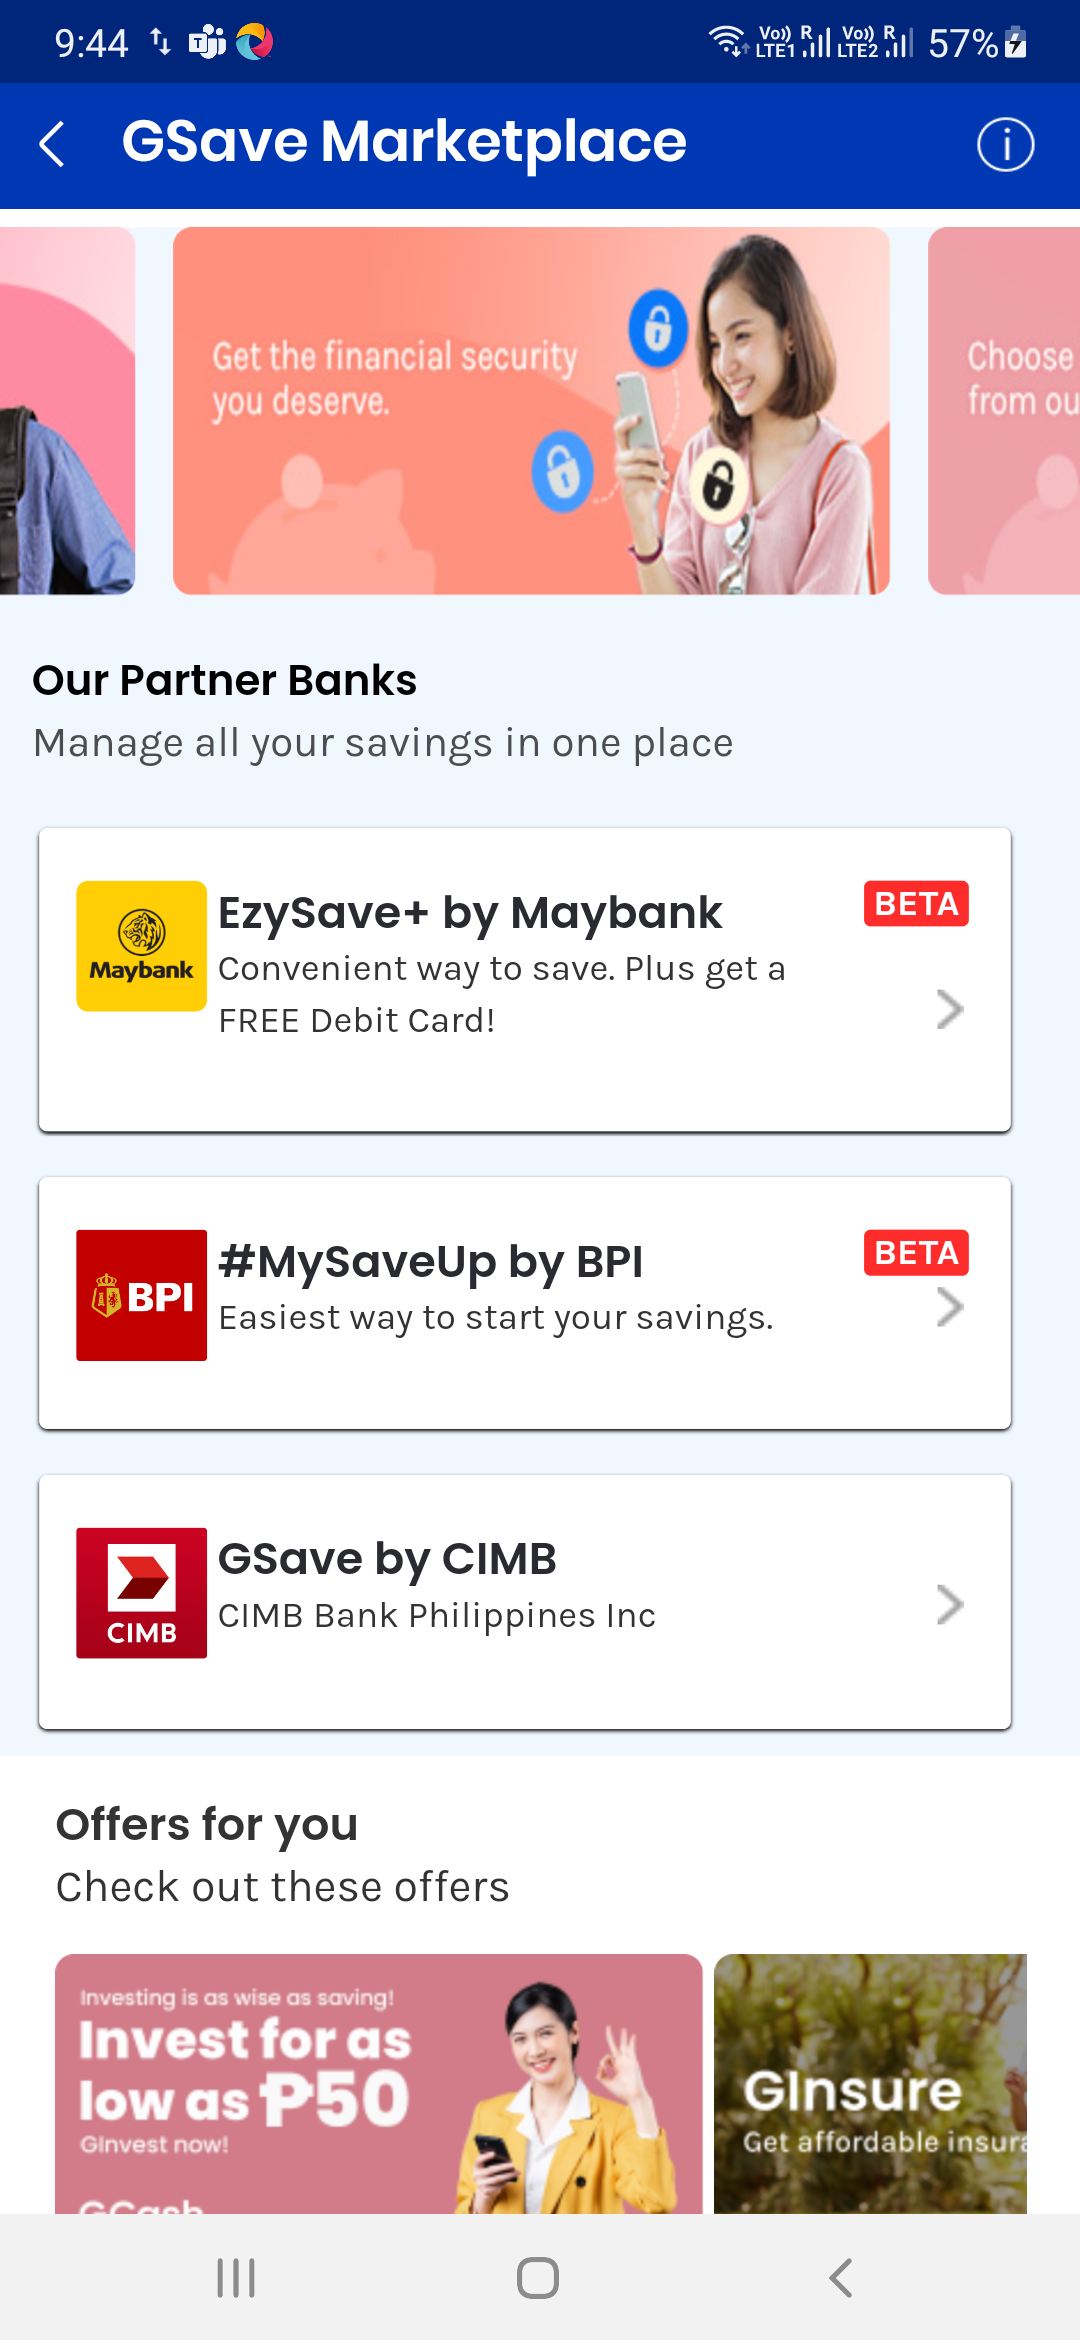 9:44
Vo)) R Vo)) R 57%
LTE1 LTE2
GSave Marketplace
Get the financial security
you deserve.
Choose
from ou
Our Partner Banks
Manage all your savings in one place
Maybank
EzySave+ by Maybank
BETA
Convenient way to save. Plus get a
FREE Debit Card!
BPI
#MySaveUp by BPI
BETA
Easiest way to start your savings.
CIMB
GSave by CIMB
CIMB Bank Philippines Inc
Offers for you
Check out these offers
Investing is as wise as saving!
Invest for as
low as ₱50
GInvest now!
GCash
GInsure
Get affordable insura